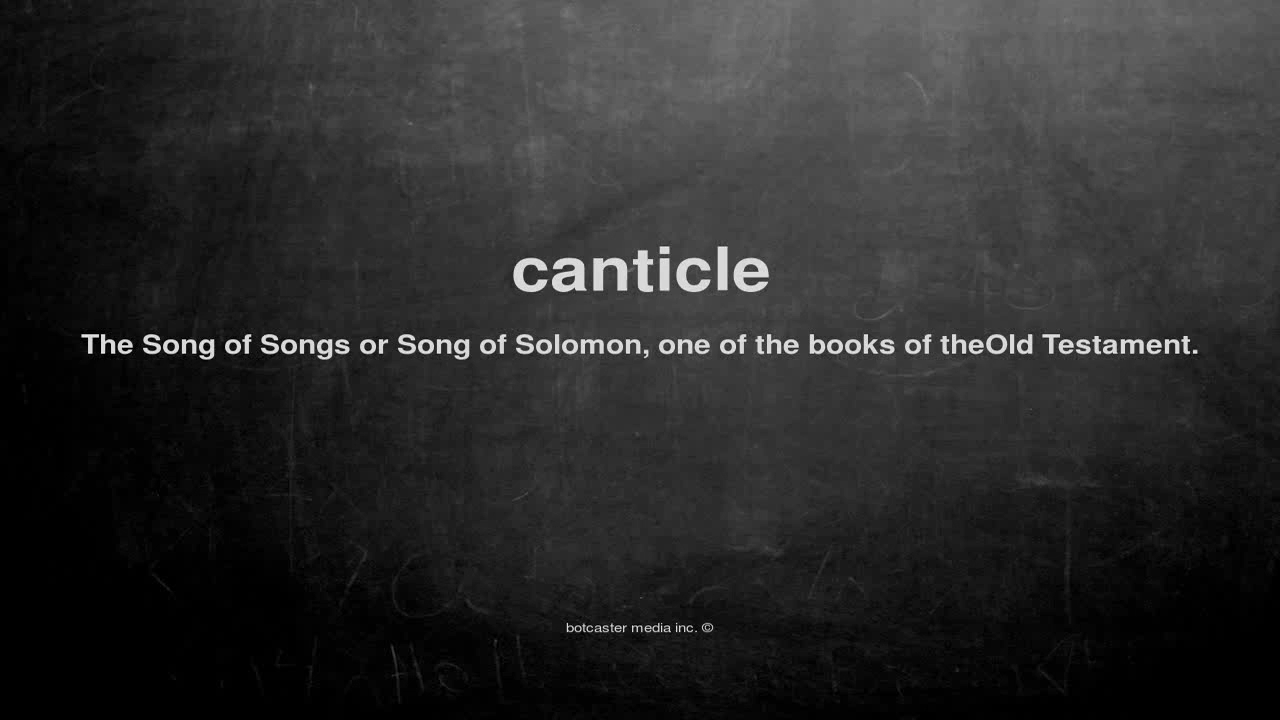 canticle
The Song of Songs or Song of Solomon, one of the books of theOld Testament.
botcaster media inc. ©